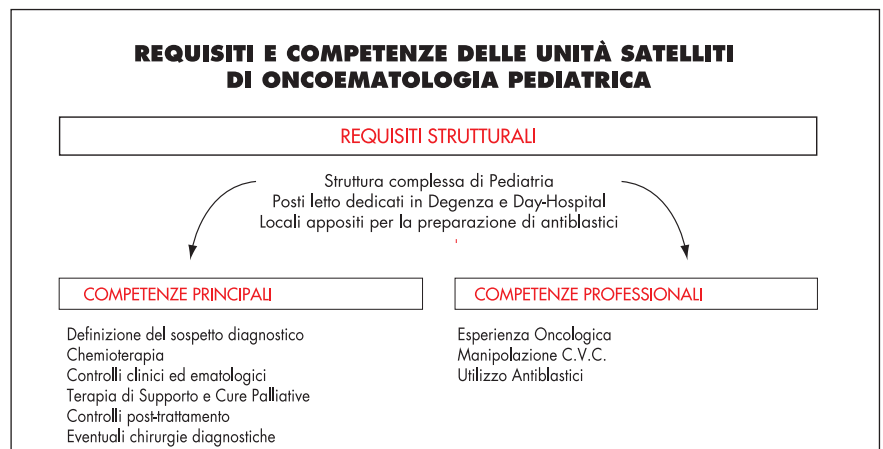 REQUISITI E COMPETENZE DELLE UNITÀ SATELLITI
DI ONCOEMATOLOGIA PEDIATRICA
REQUISITI STRUTTURALI
Struttura complessa di Pediatria
Posti letto dedicati in Degenza e Day-Hospital
Locali appositi per la preparazione di antiblastici
COMPETENZE PRINCIPALI
Definizione del sospetto diagnostico
Chemioterapia
Controlli clinici ed ematologici
Terapia di Supporto e Cure Palliative
Controlli post-trattamento
Eventuali chirurgie diagnostiche
COMPETENZE PROFESSIONALI
Esperienza Oncologica
Manipolazione C.V.C.
Utilizzo Antiblastici